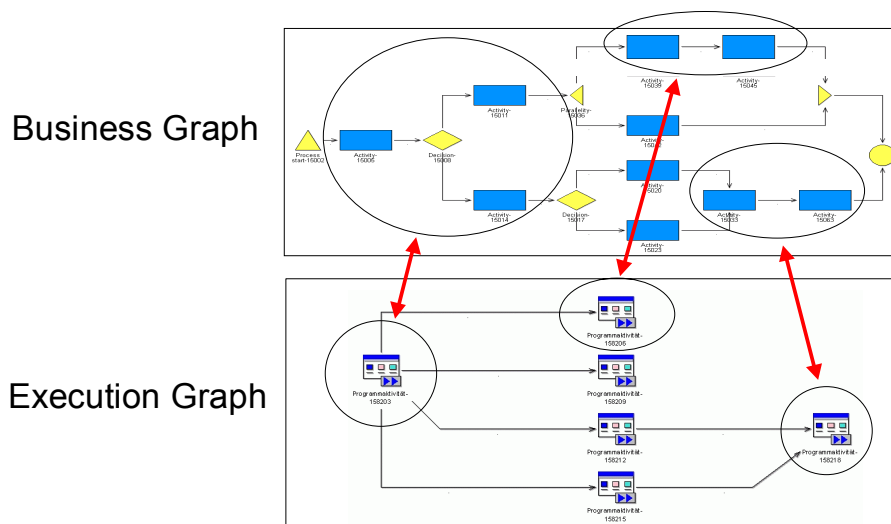 Business Graph
Activity-
15039
Activity-
15045
Activity-
15011
Parallelity-
15036
Process
start-15002
Activity-
15005
Decision-
15008
Activity-
Activity-
15020
Activity-
15014
Decision-
15017
Activity-
15033
Activity-
15063
Activity-
15023
Execution Graph
Programmaktivität-
158206
Programmaktivität-
158203
Programmaktivität-
158209
Programmaktivität-
158212
Programmaktivität-
158218
Programmaktivität-
158215